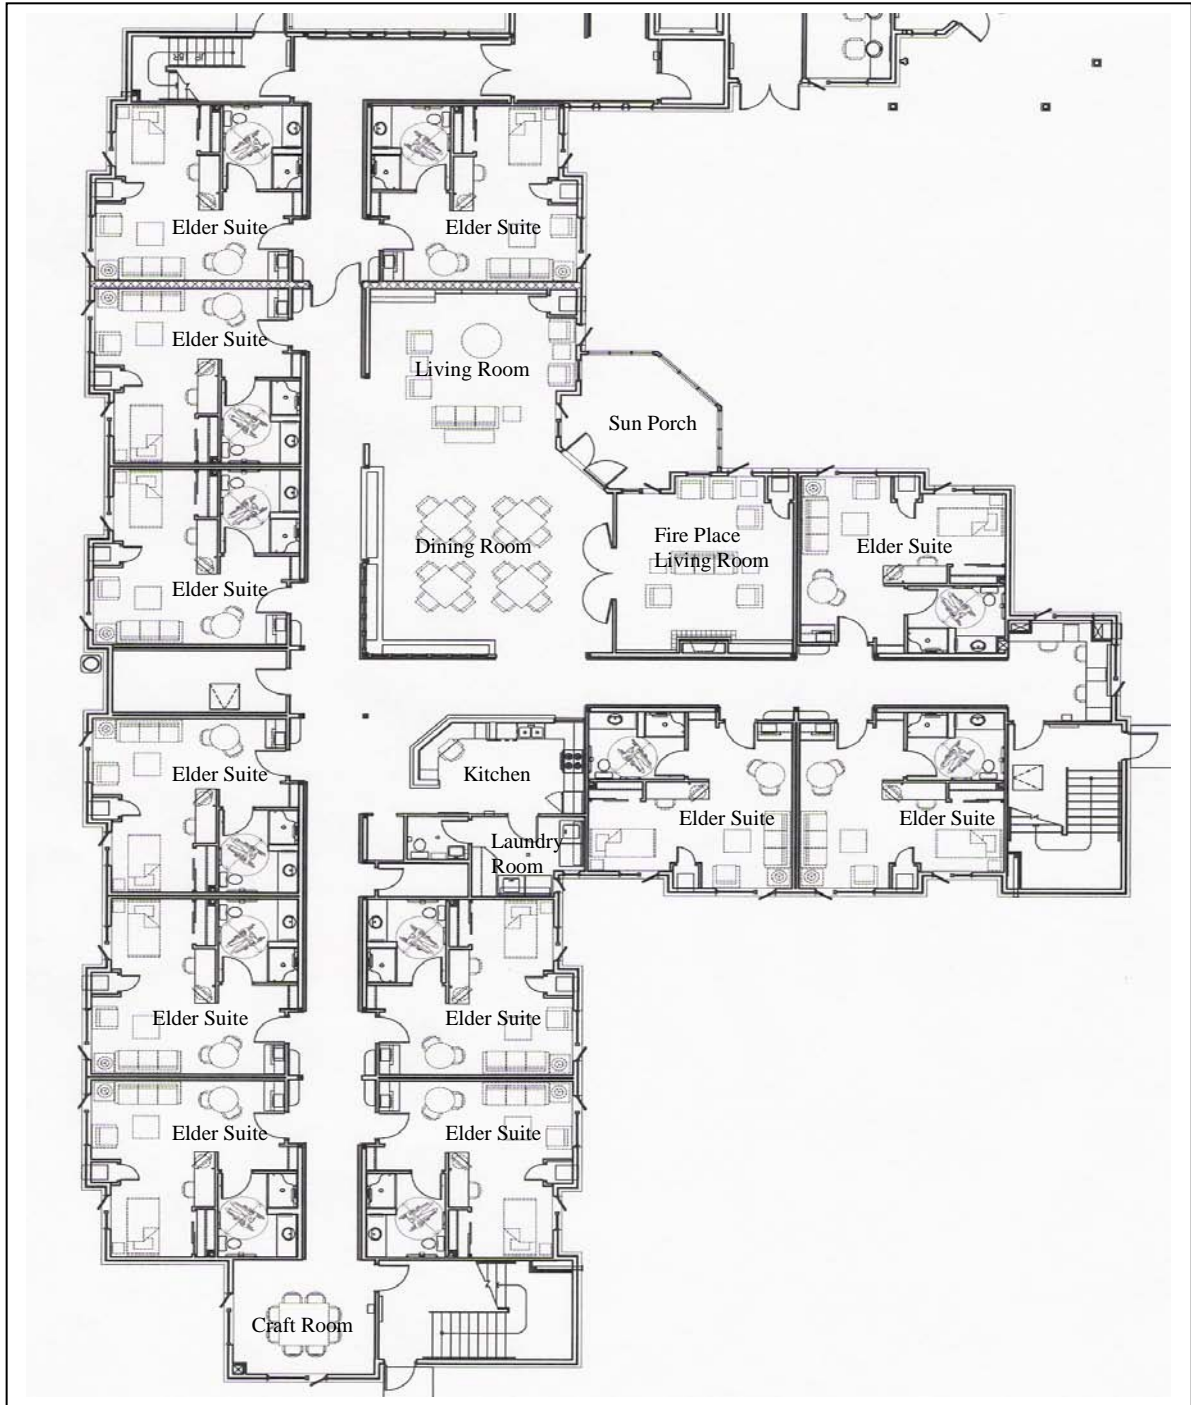 Elder Suite
Elder Suite
Elder Suite
Living Room
Sun Porch
Dining Room
Fire Place
Living Room
Elder Suite
Elder Suite
Elder Suite
Kitchen
Elder Suite
Elder Suite
Laundry
Room
Elder Suite
Elder Suite
Elder Suite
Elder Suite
Craft Room